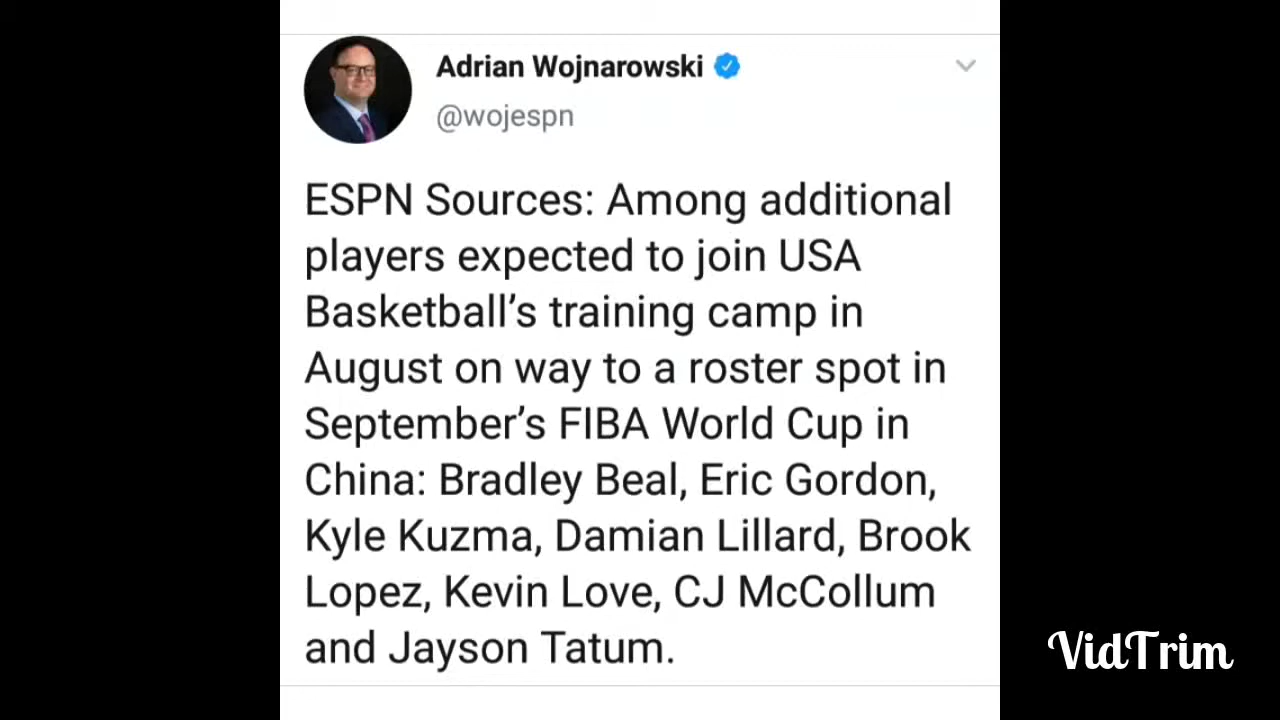 Adrian Wojnarowski
@wojespn
ESPN Sources: Among additional
players expected to join USA
Basketball’s training camp in
August on way to a roster spot in
September’s FIBA World Cup in
China: Bradley Beal, Eric Gordon,
Kyle Kuzma, Damian Lillard, Brook
Lopez, Kevin Love, CJ McCollum
and Jayson Tatum.
VidTrim